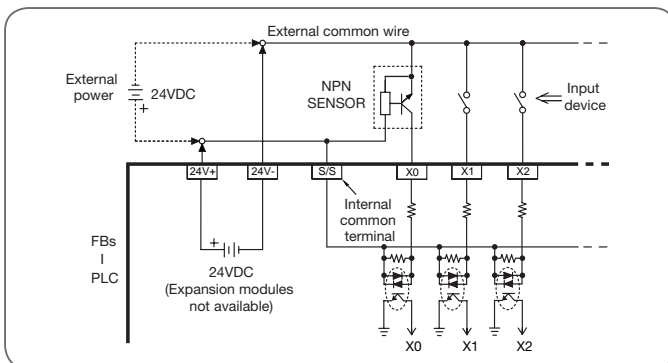 External common wire
External
power
24VDC
+
NPN
SENSOR
Input
device
24V+
24V-
S/S
X0
X1
X2
Internal
common
terminal
FBs
I
PLC
+
24VDC
(Expansion modules
not available)
X0
X1
X2